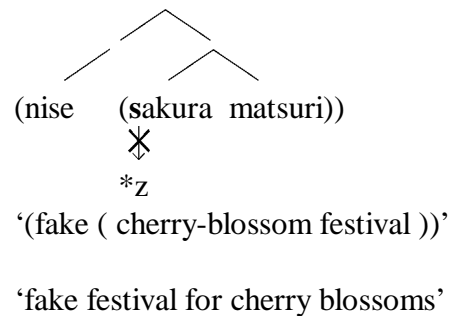 (nise (sakura matsuri))
*z
‘(fake ( cherry-blossom festival ))’
‘fake festival for cherry blossoms’